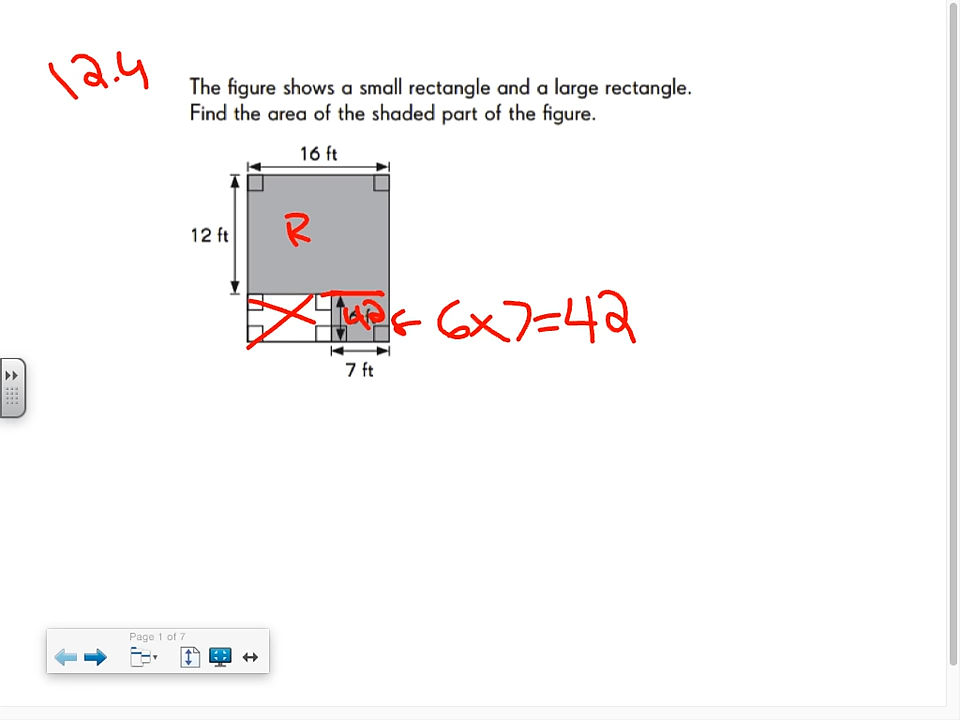 12.4
The figure shows a small rectangle and a large rectangle.
Find the area of the shaded part of the figure.
16 ft
12 ft
R
42
6x7=42
7 ft
Page 1 of 7